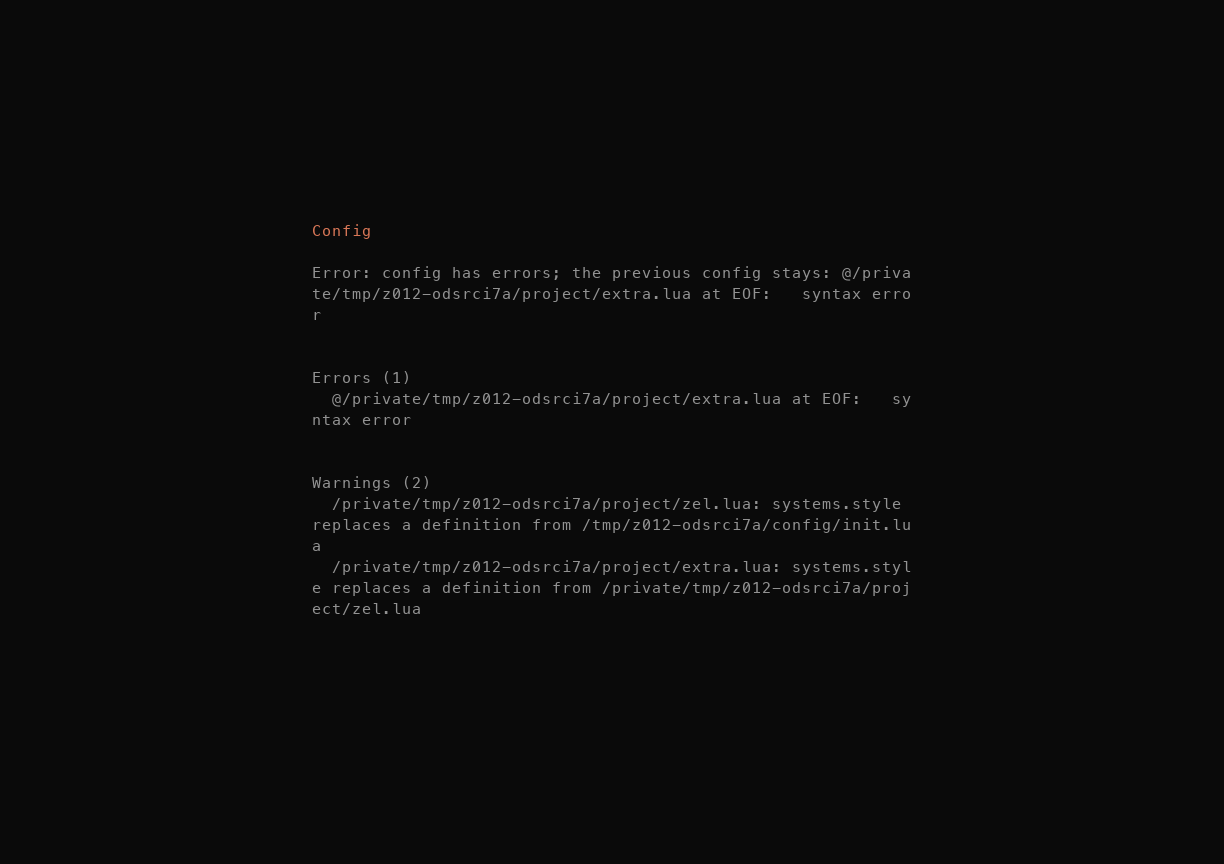 Config
Error: config has errors; the previous config stays: @/priva
te/tmp/z012-odsrci7a/project/extra.lua at EOF:   syntax erro
r
Errors (1)
  @/private/tmp/z012-odsrci7a/project/extra.lua at EOF:   sy
ntax error
Warnings (2)
  /private/tmp/z012-odsrci7a/project/zel.lua: systems.style
replaces a definition from /tmp/z012-odsrci7a/config/init.lu
a
  /private/tmp/z012-odsrci7a/project/extra.lua: systems.styl
e replaces a definition from /private/tmp/z012-odsrci7a/proj
ect/zel.lua